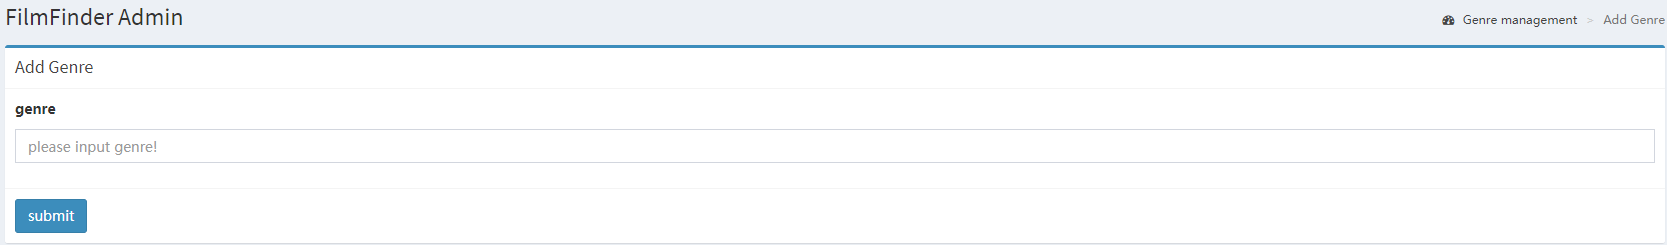 FilmFinder Admin
Genre management > Add Genre
Add Genre
genre
please input genre!
submit